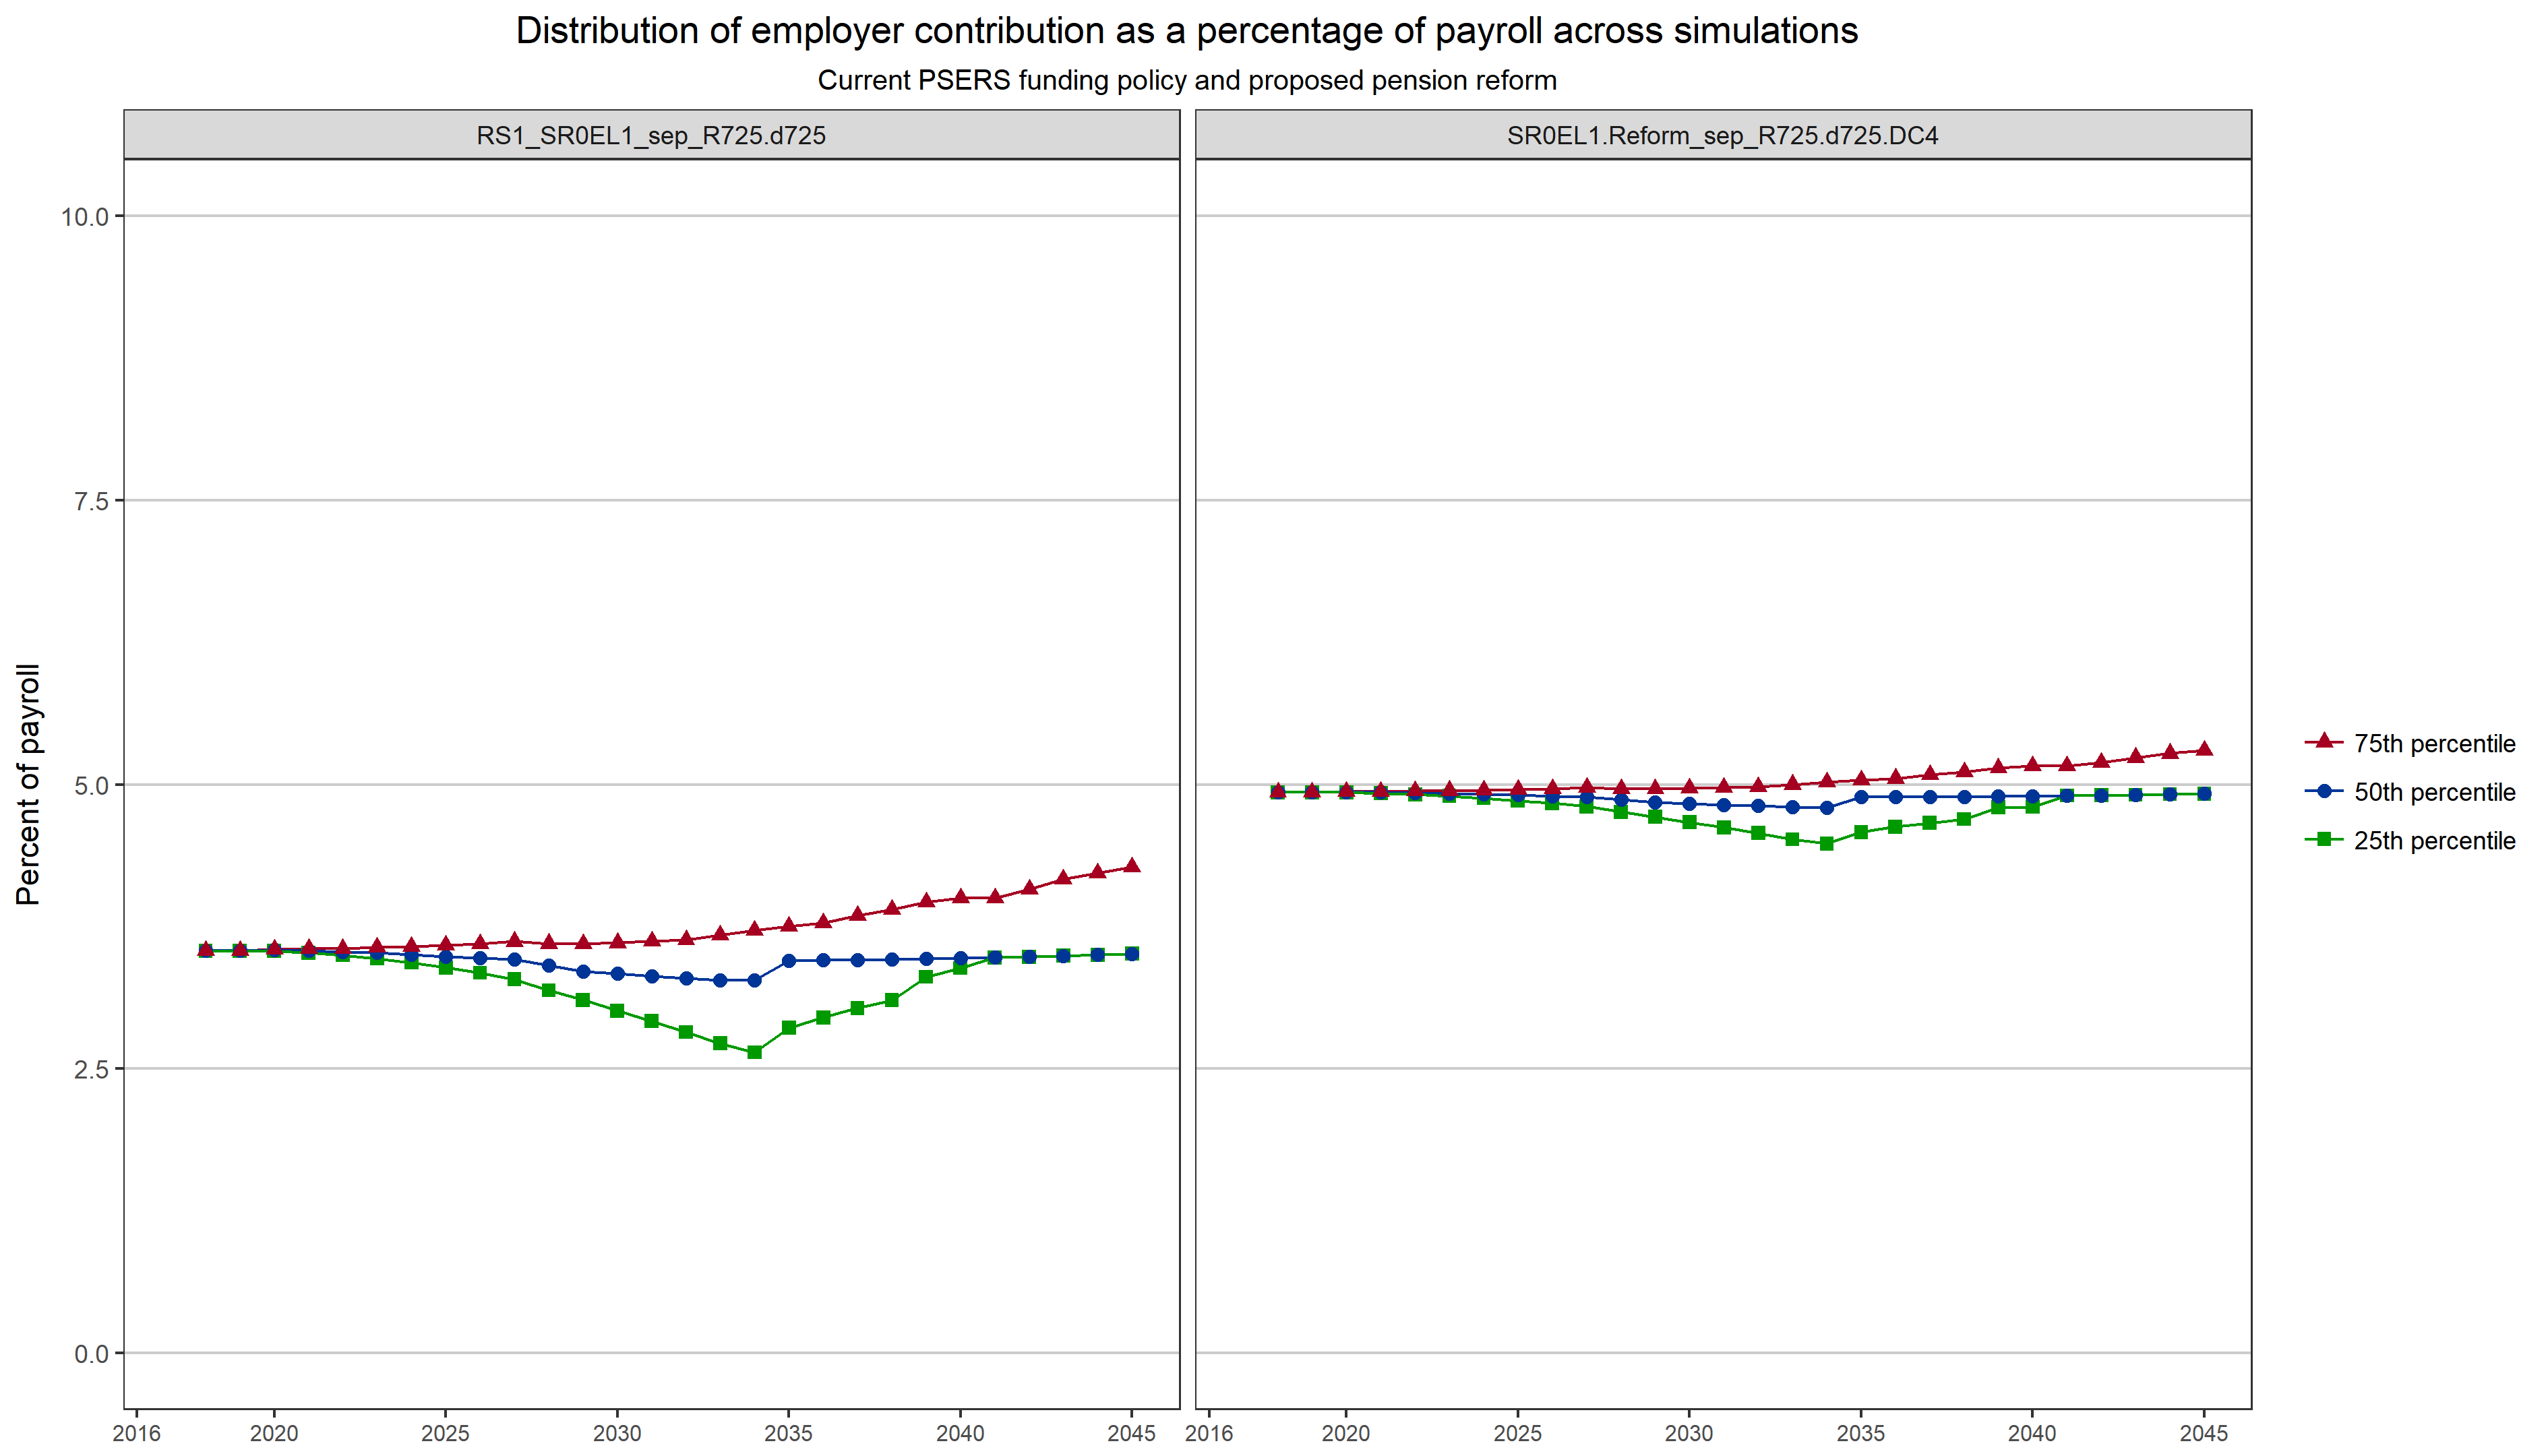 Distribution of employer contribution as a percentage of payroll across simulations
Current PSERS funding policy and proposed pension reform
RS1_SR0EL1_sep_R725.d725
SR0EL1.Reform_sep_R725.d725.DC4
Percent of payroll
10.0
7.5
5.0
2.5
0.0
2016 2020 2025 2030 2035 2040 2045
2016 2020 2025 2030 2035 2040 2045
75th percentile
50th percentile
25th percentile